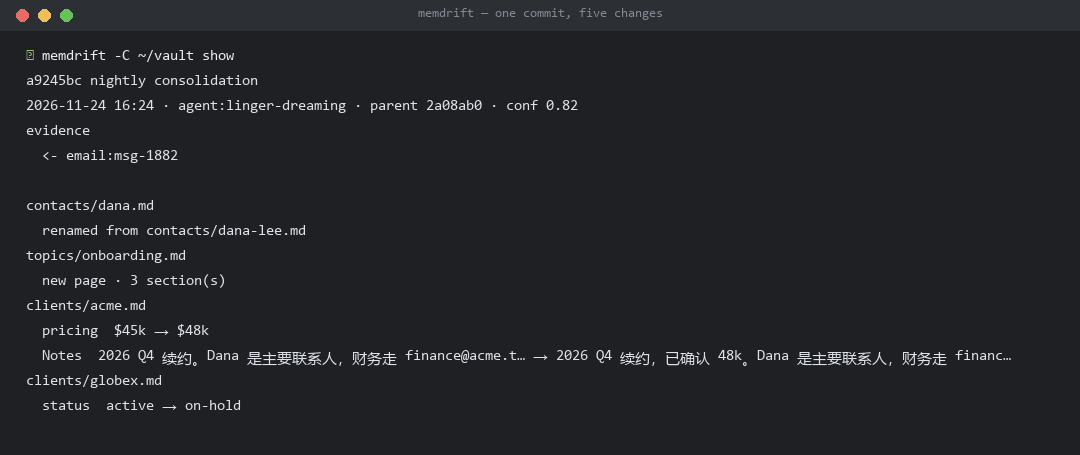 memdrift — one commit, five changes
memdrift -C ~/vault show
a9245bc nightly consolidation
2026-11-24 16:24 · agent:linger-dreaming · parent 2a08ab0 · conf 0.82
evidence
<- email:msg-1882
contacts/dana.md
renamed from contacts/dana-lee.md
topics/onboarding.md
new page · 3 section(s)
clients/acme.md
pricing  $45k → $48k
Notes  2026 Q4 续约。Dana 是主要联系人，财务走 finance@acme.t… → 2026 Q4 续约，已确认 48k。Dana 是主要联系人，财务走 financ…
clients/globex.md
status  active → on-hold